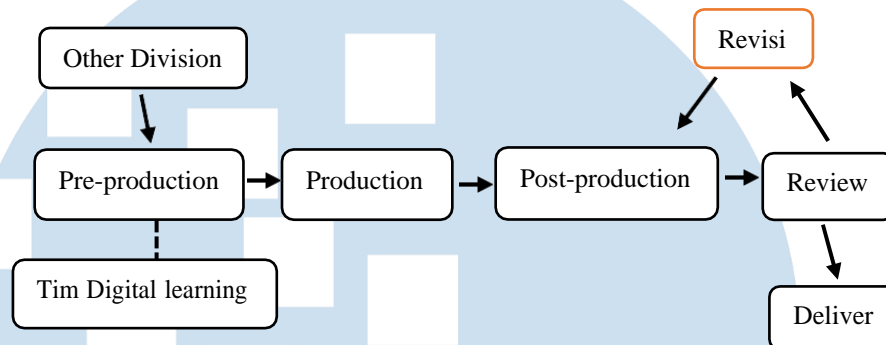 Other Division
Revisi
Pre-production
Production
Post-production
Review
Tim Digital learning
Deliver